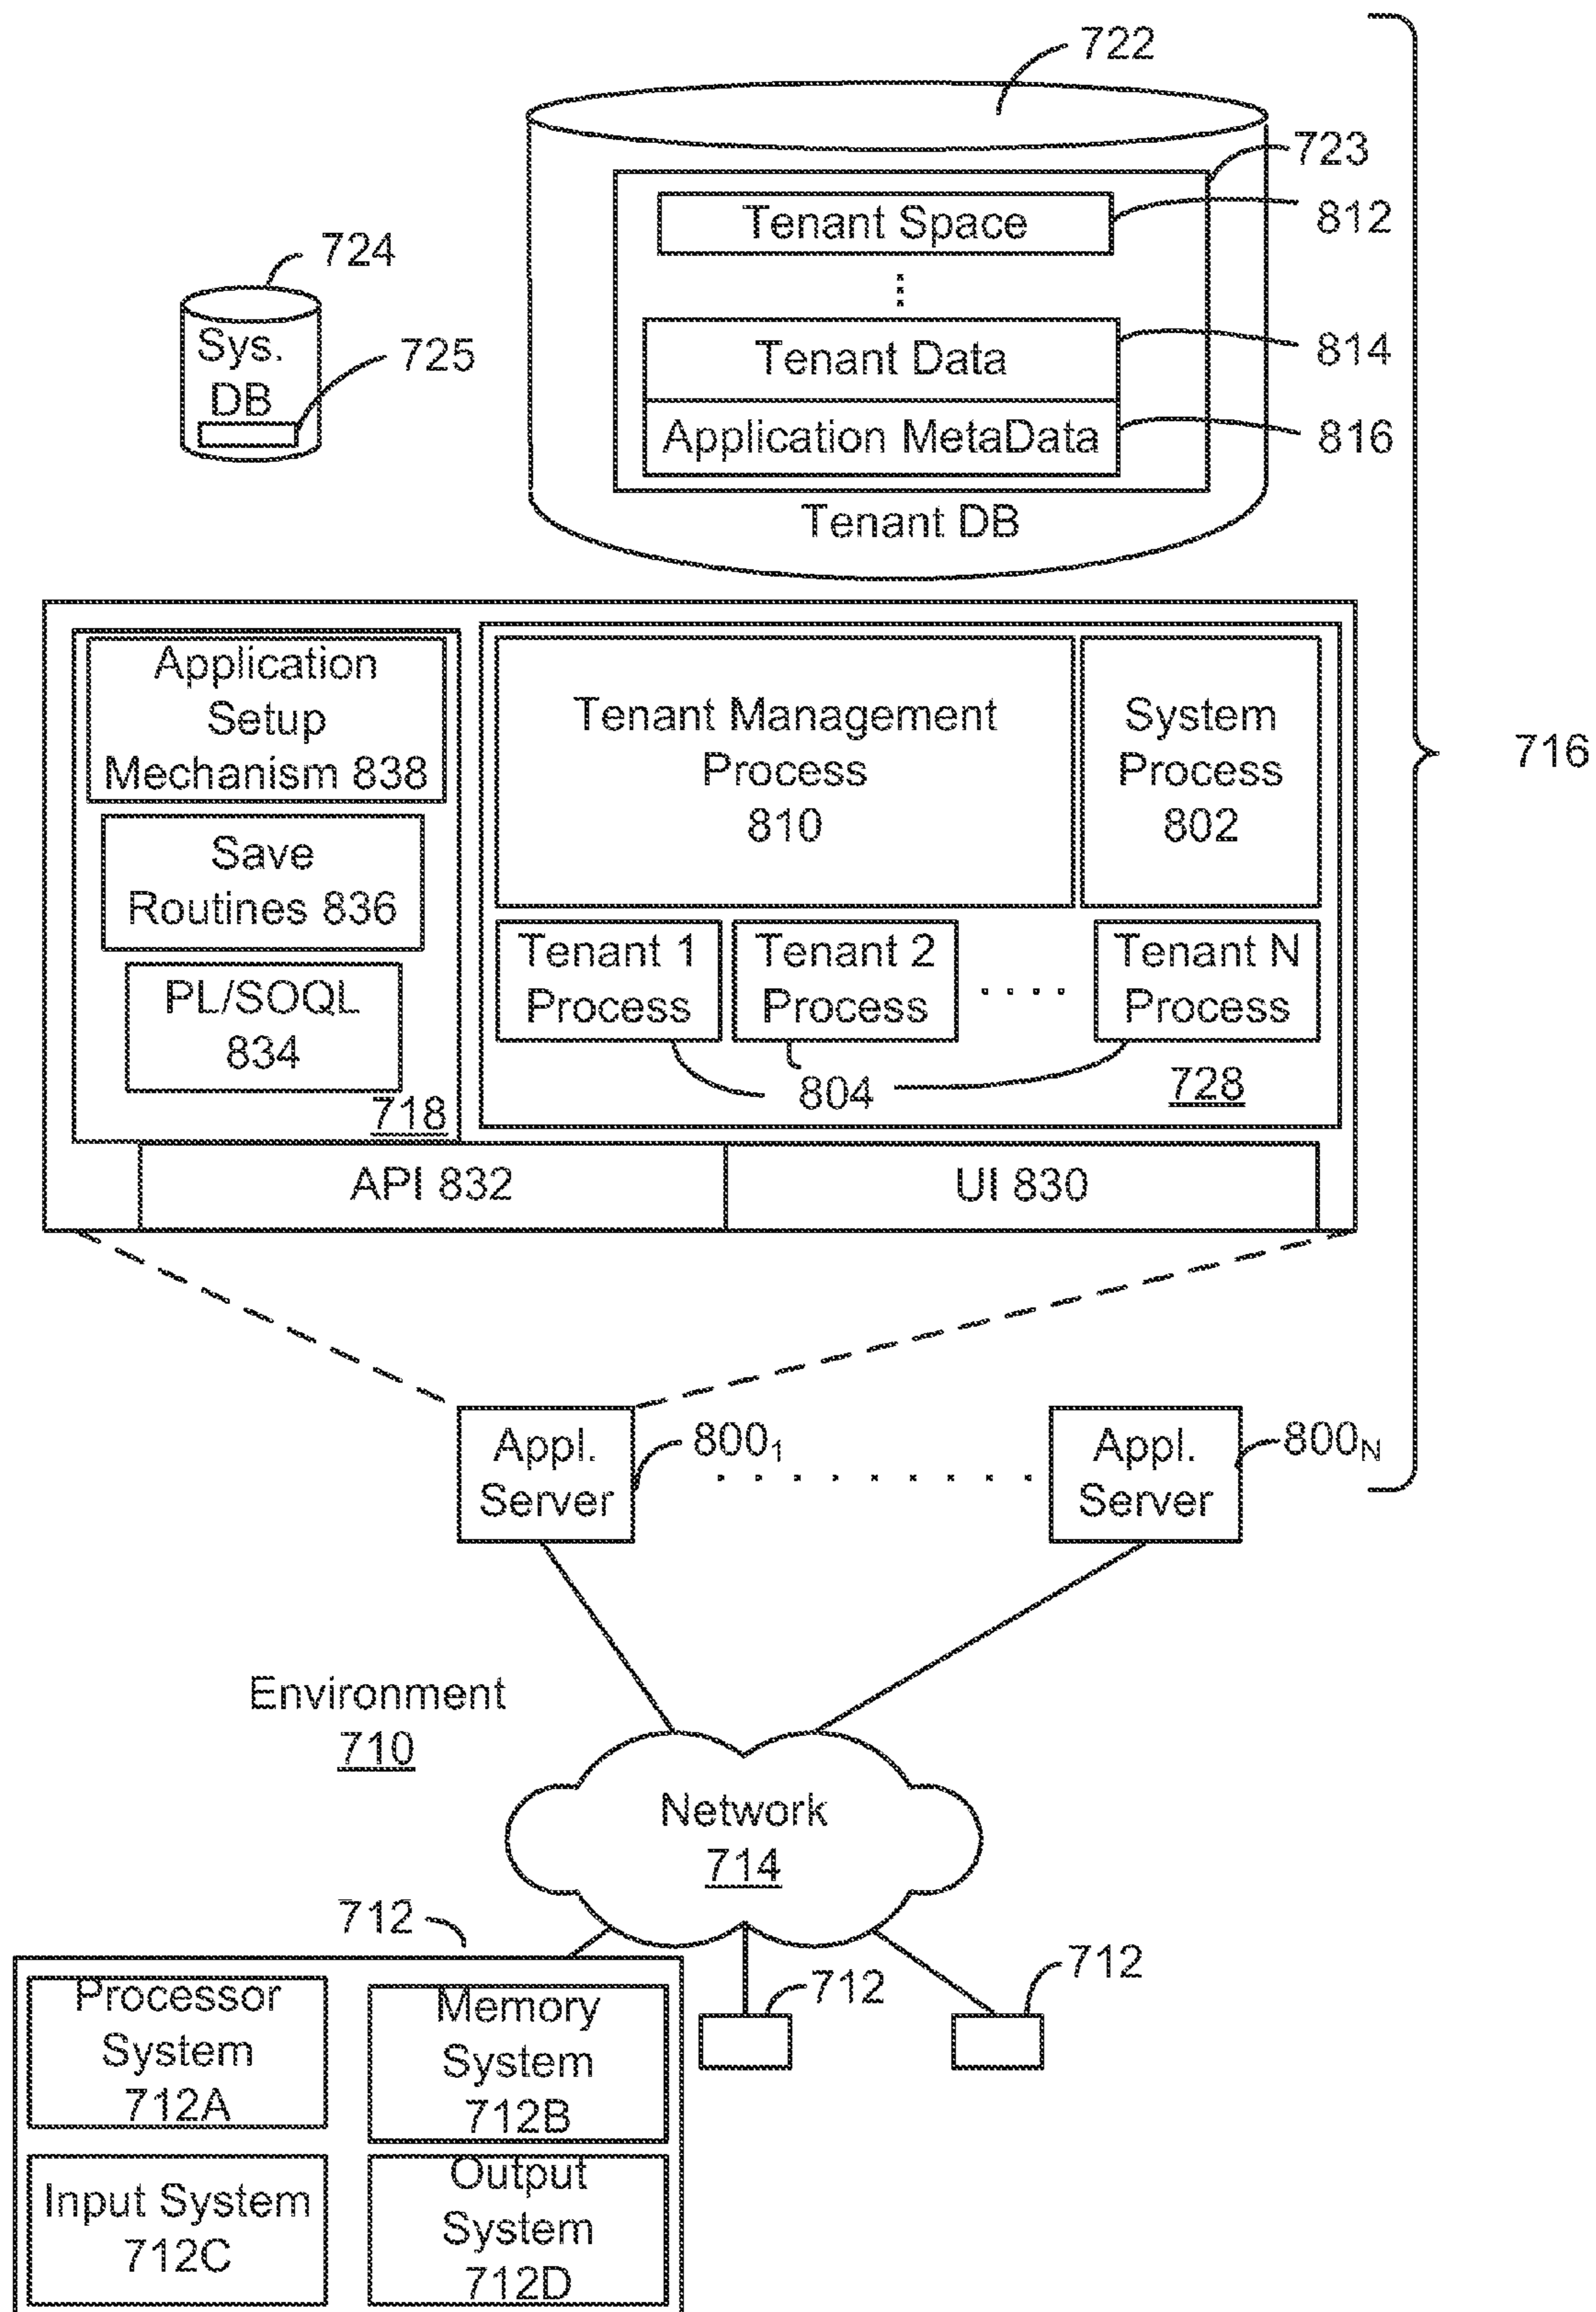 722
723
Tenant Space
812
724
Sys.
DB
725
Tenant Data
814
Application MetaData
816
Tenant DB
Application
Setup
Mechanism 838
Tenant Management
Process
810
System
Process
802
716
Save
Routines 836
Tenant 1
Process
Tenant 2
Process
Tenant N
Process
PL/SOQL
834
804
728
718
API 832
UI 830
Appl.
Server
800₁
Appl.
Server
800N
Environment
710
Network
714
712
712
712
Processor
System
712A
Memory
System
712B
Input System
712C
Output
System
712D